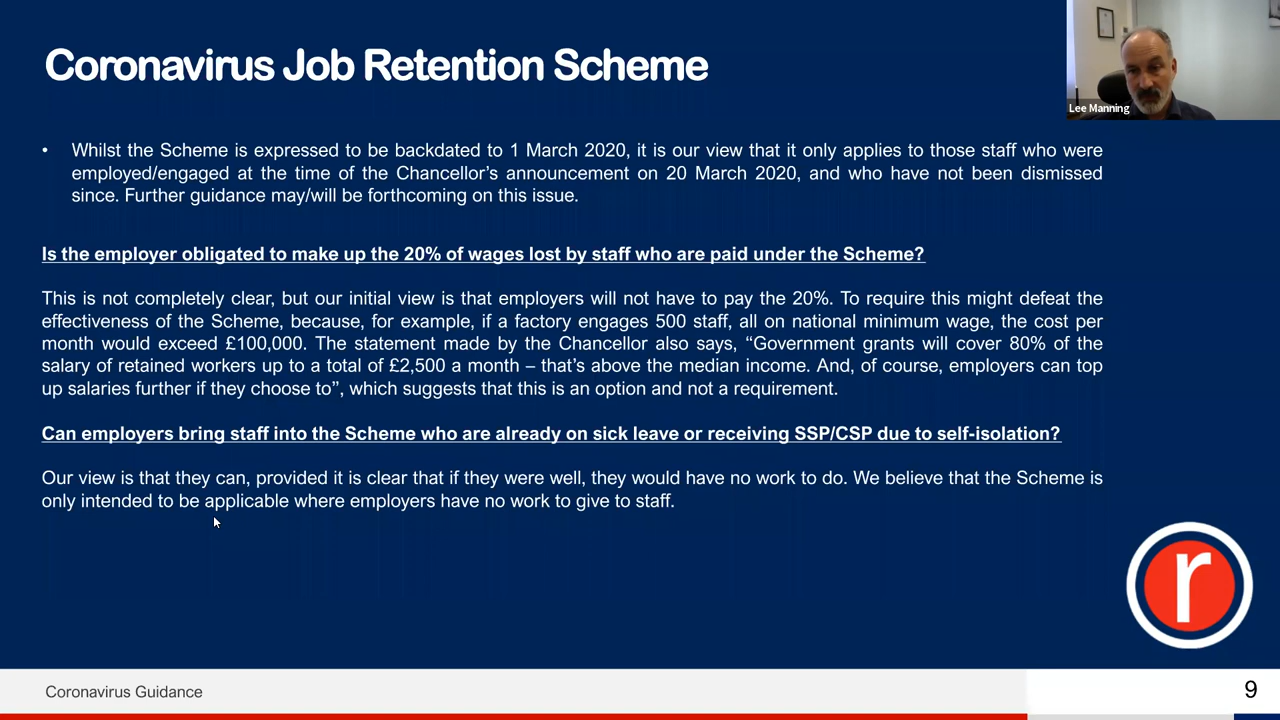 Coronavirus Job Retention Scheme
Lee Manning
• Whilst the Scheme is expressed to be backdated to 1 March 2020, it is our view that it only applies to those staff who were
employed/engaged at the time of the Chancellor’s announcement on 20 March 2020, and who have not been dismissed
since. Further guidance may/will be forthcoming on this issue.
Is the employer obligated to make up the 20% of wages lost by staff who are paid under the Scheme?
This is not completely clear, but our initial view is that employers will not have to pay the 20%. To require this might defeat the
effectiveness of the Scheme, because, for example, if a factory engages 500 staff, all on national minimum wage, the cost per
month would exceed £100,000. The statement made by the Chancellor also says, “Government grants will cover 80% of the
salary of retained workers up to a total of £2,500 a month – that’s above the median income. And, of course, employers can top
up salaries further if they choose to”, which suggests that this is an option and not a requirement.
Can employers bring staff into the Scheme who are already on sick leave or receiving SSP/CSP due to self-isolation?
Our view is that they can, provided it is clear that if they were well, they would have no work to do. We believe that the Scheme is
only intended to be applicable where employers have no work to give to staff.
r
Coronavirus Guidance
9